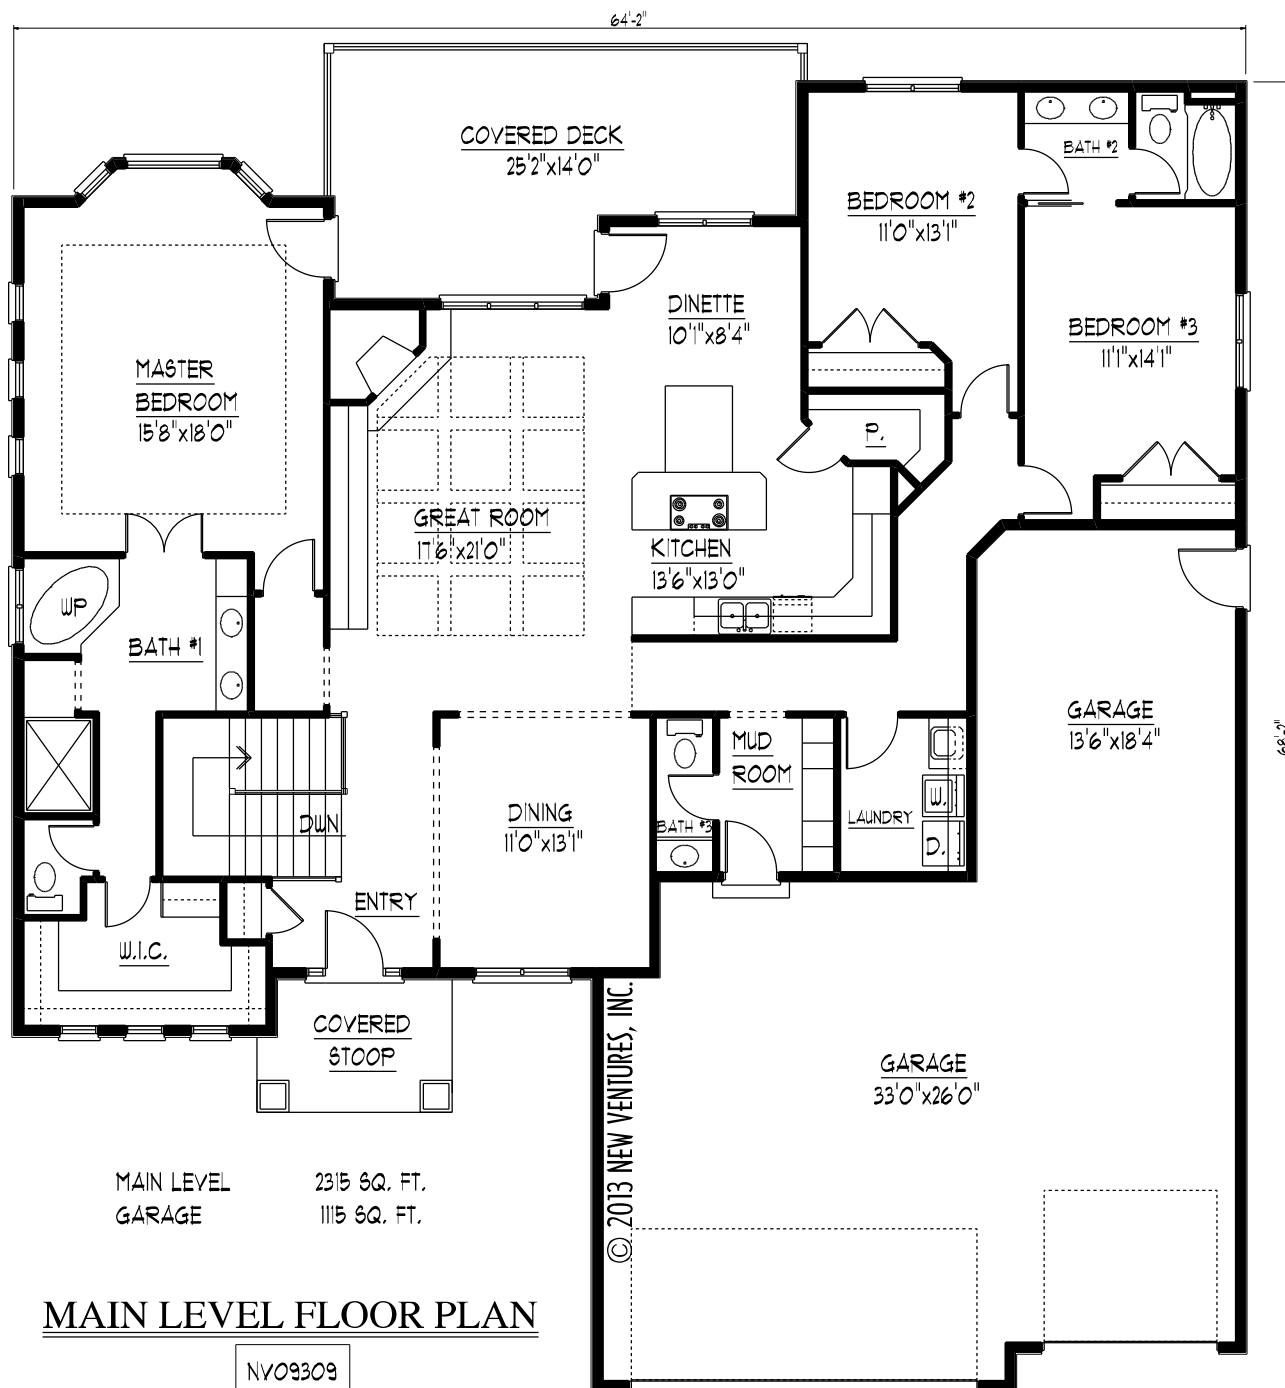 64'-2"
COVERED DECK
25'2"x14'0"
BATH #2
BEDROOM #2
11'0"x13'1"
DINETTE
10'1"x8'4"
BEDROOM #3
11'1"x14'1"
MASTER
BEDROOM
15'8"x18'0"
P.
GREAT ROOM
17'6"x21'0"
KITCHEN
13'6"x13'0"
WP
BATH #1
GARAGE
13'6"x18'4"
68'-2"
MUD
ROOM
W.
DWN
DINING
11'0"x13'1"
BATH #3
LAUNDRY
D.
ENTRY
W.I.C.
COVERED
STOOP
GARAGE
33'0"x26'0"
© 2013 NEW VENTURES, INC.
MAIN LEVEL 2315 SQ. FT.
GARAGE 1115 SQ. FT.
MAIN LEVEL FLOOR PLAN
NV09309